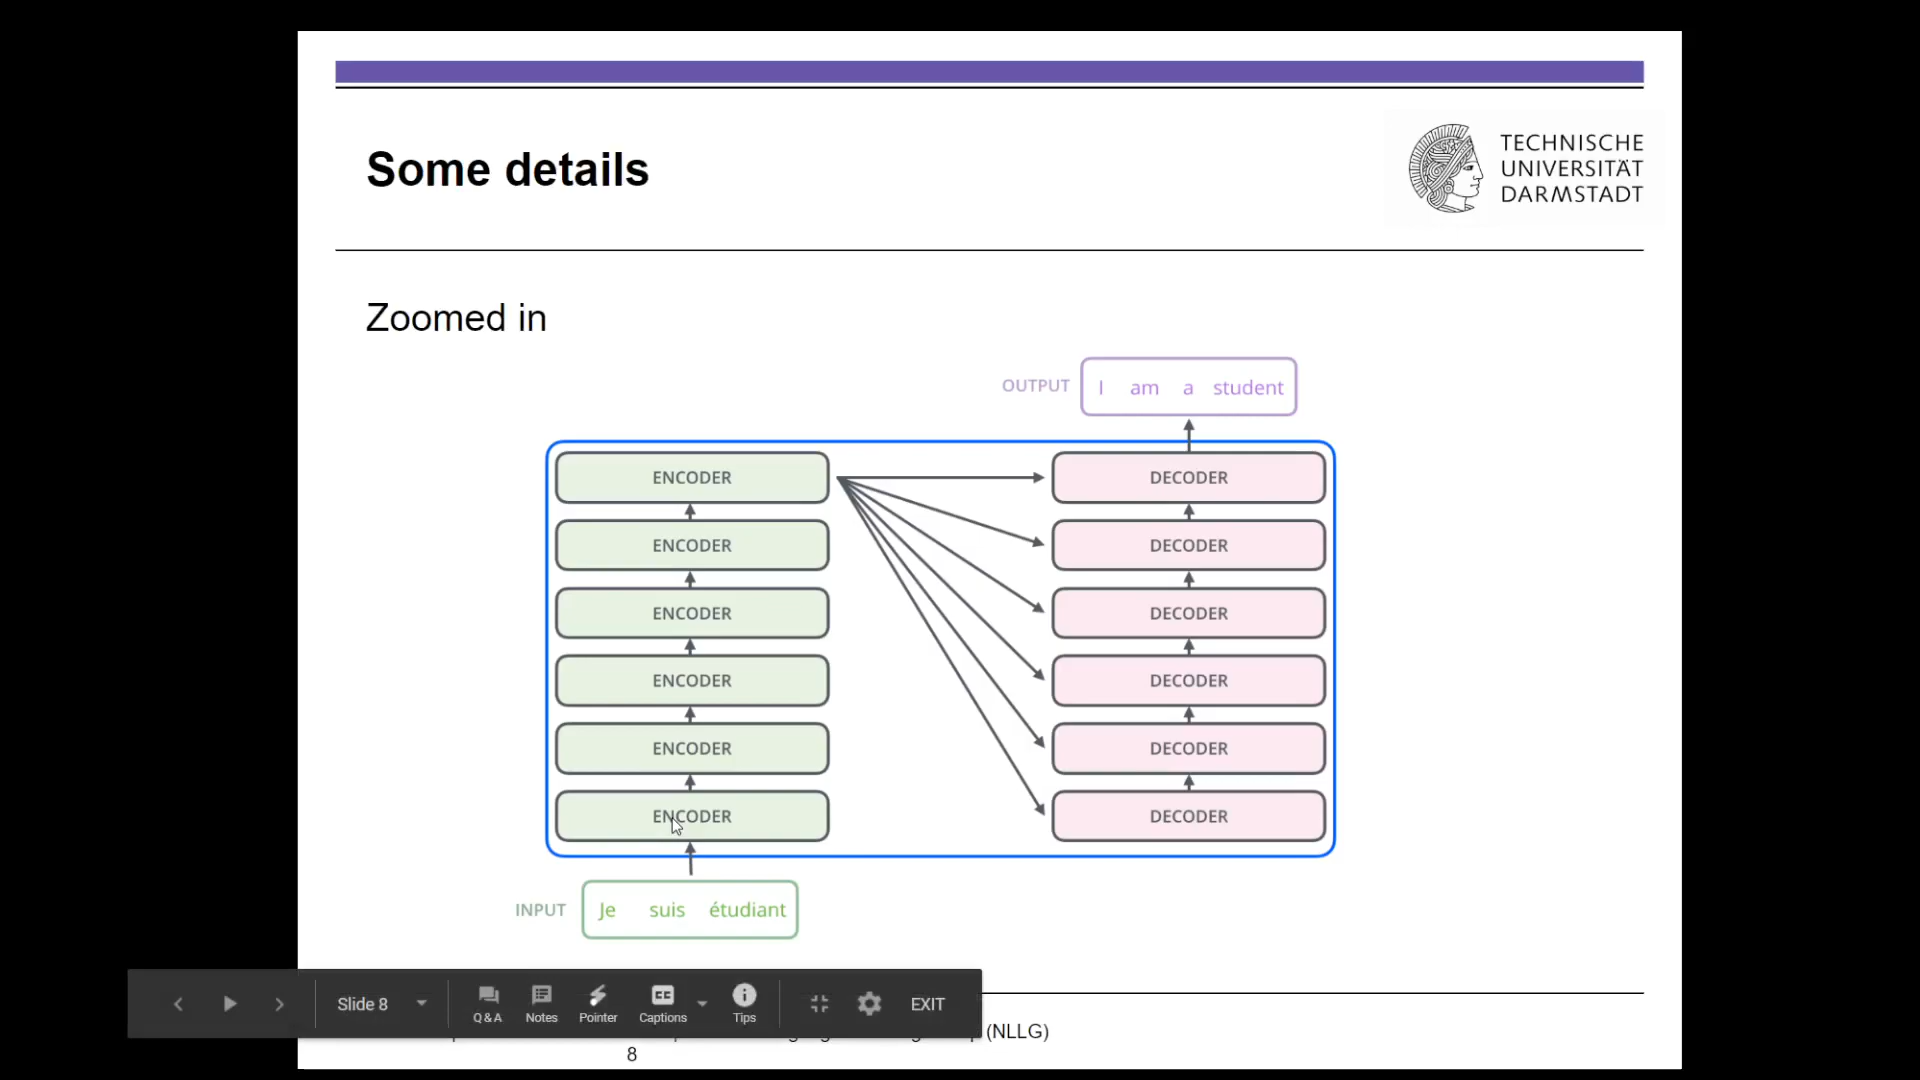 Some details
TECHNISCHE
UNIVERSITÄT
DARMSTADT
Zoomed in
OUTPUT I am a student
ENCODER DECODER
ENCODER DECODER
ENCODER DECODER
ENCODER DECODER
ENCODER DECODER
ENCODER DECODER
INPUT Je suis étudiant
Slide 8 Q & A Notes Pointer Captions Tips EXIT
(NLLG)
8